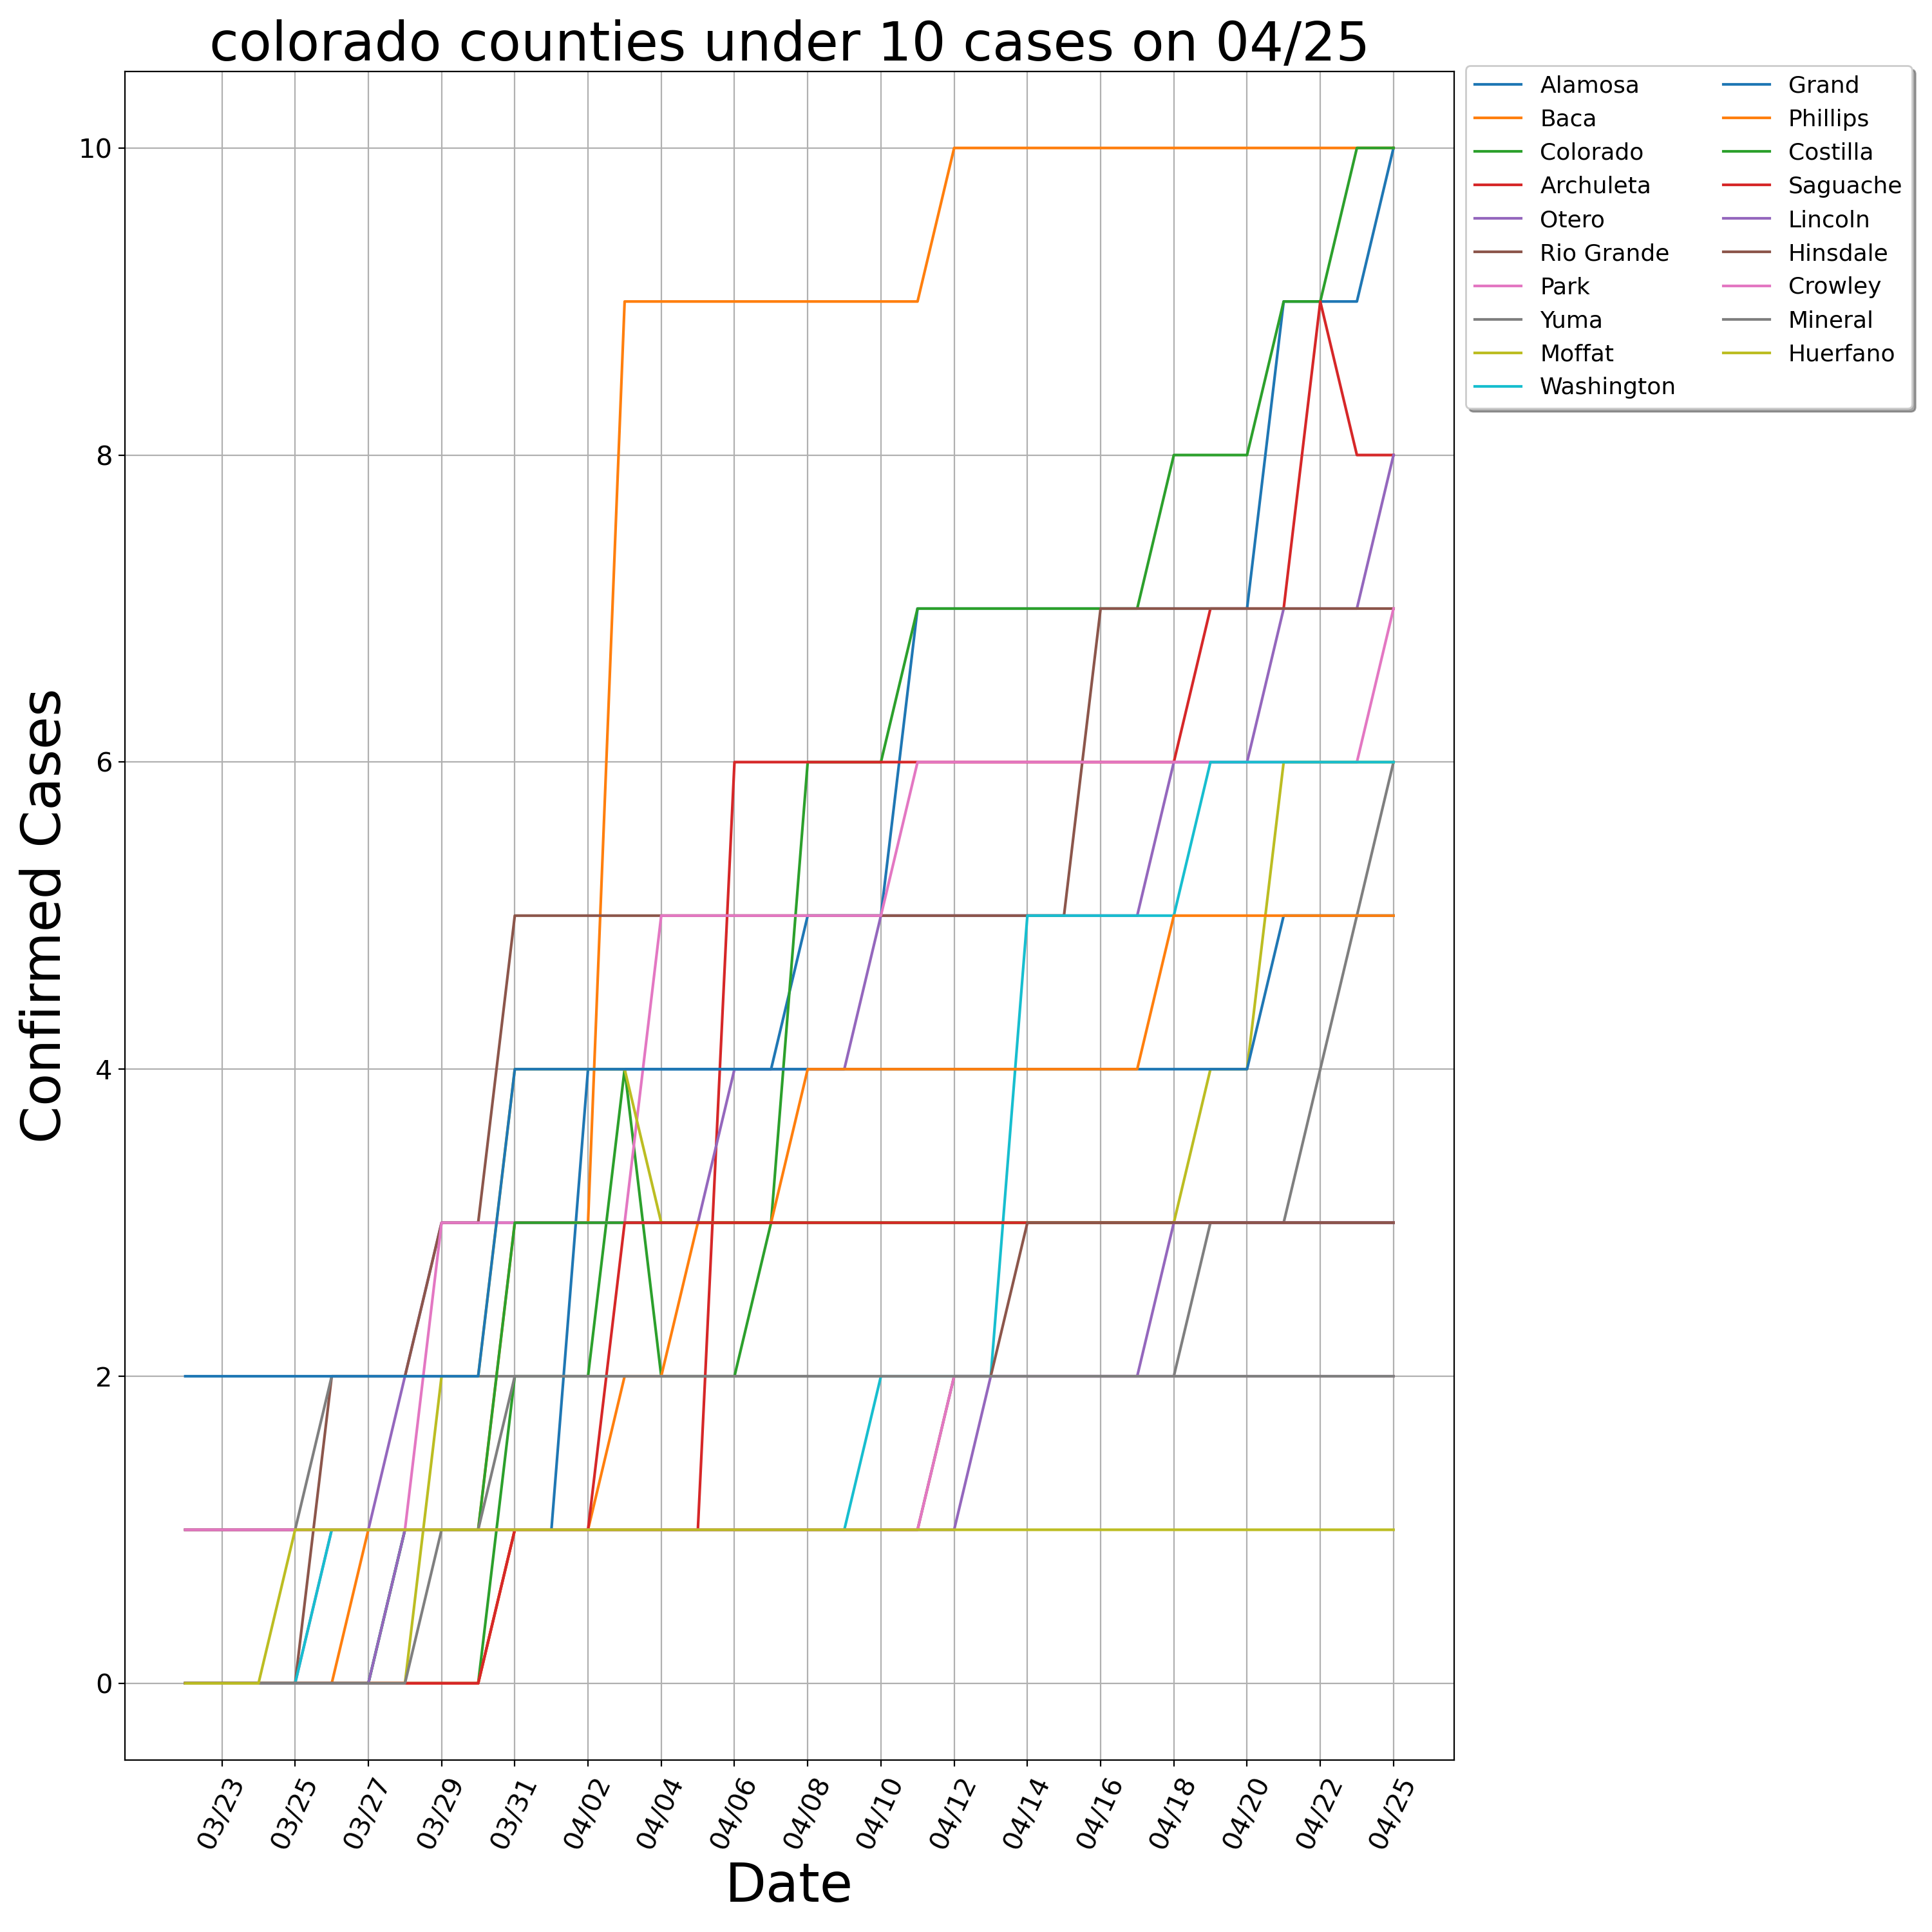 colorado counties under 10 cases on 04/25
Confirmed Cases
10
8
6
4
2
0
03/23
03/25
03/27
03/29
03/31
04/02
04/04
04/06
04/08
04/10
04/12
04/14
04/16
04/18
04/20
04/22
04/25
Date
Alamosa
Baca
Colorado
Archuleta
Otero
Rio Grande
Park
Yuma
Moffat
Washington
Grand
Phillips
Costilla
Saguache
Lincoln
Hinsdale
Crowley
Mineral
Huerfano